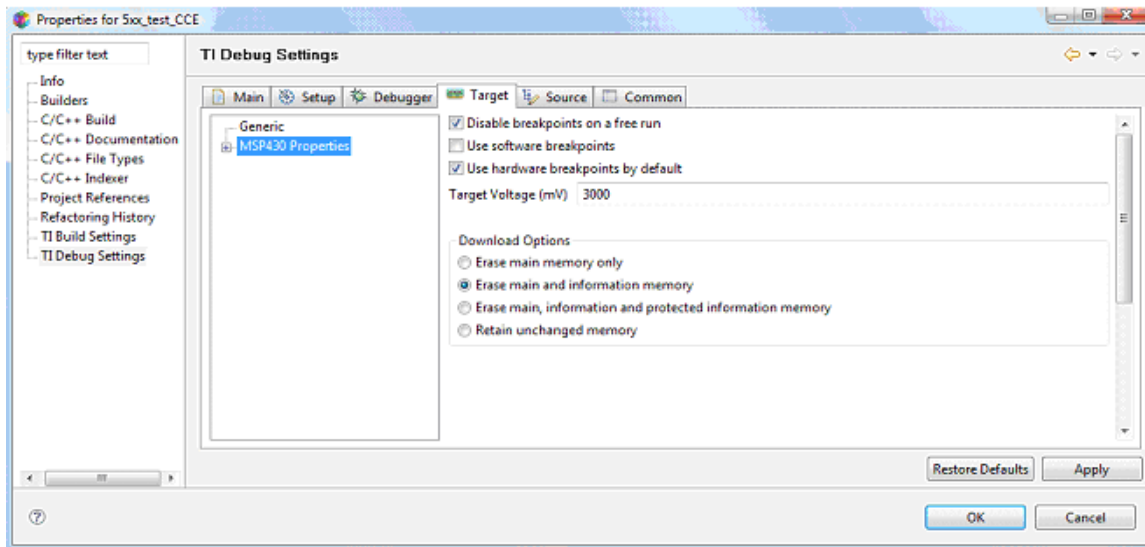 Properties for 5xx_test_CCE
type filter text
Info
Builders
C/C++ Build
C/C++ Documentation
C/C++ File Types
C/C++ Indexer
Project References
Refactoring History
TI Build Settings
TI Debug Settings
TI Debug Settings
Main Setup Debugger Target Source Common
Generic
MSP430 Properties
Disable breakpoints on a free run
Use software breakpoints
Use hardware breakpoints by default
Target Voltage (mV) 3000
Download Options
Erase main memory only
Erase main and information memory
Erase main, information and protected information memory
Retain unchanged memory
Restore Defaults Apply
OK Cancel